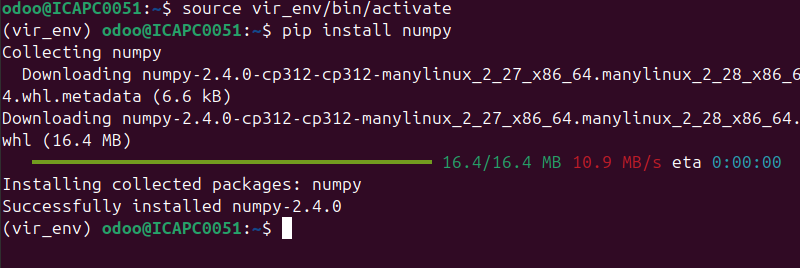 odoo@ICAPC0051:~$ source vir_env/bin/activate
(vir_env) odoo@ICAPC0051:~$ pip install numpy
Collecting numpy
  Downloading numpy-2.4.0-cp312-cp312-manylinux_2_27_x86_64.manylinux_2_28_x86_6
4.whl.metadata (6.6 kB)
Downloading numpy-2.4.0-cp312-cp312-manylinux_2_27_x86_64.manylinux_2_28_x86_64.
whl (16.4 MB)
16.4/16.4 MB 10.9 MB/s eta 0:00:00
Installing collected packages: numpy
Successfully installed numpy-2.4.0
(vir_env) odoo@ICAPC0051:~$